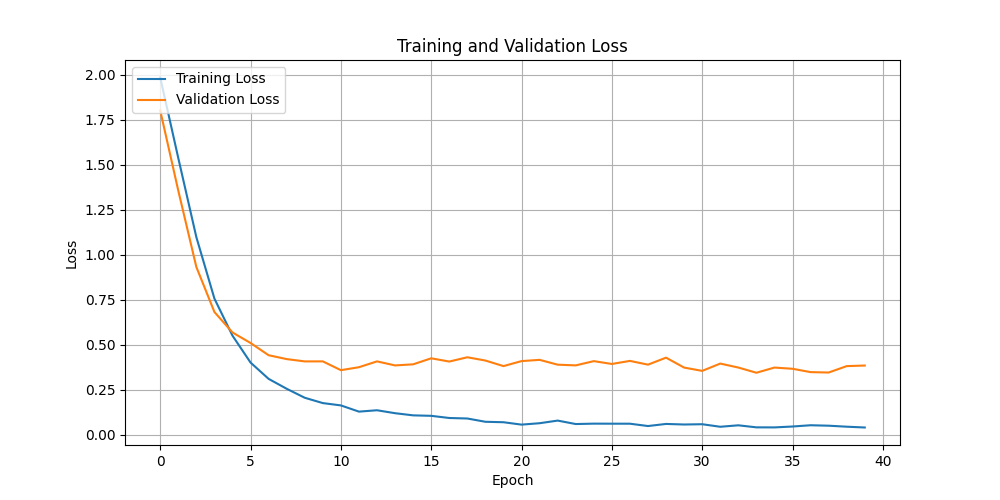 Training and Validation Loss
Training Loss
Validation Loss
2.00
1.75
1.50
1.25
1.00
0.75
0.50
0.25
0.00
Loss
0 5 10 15 20 25 30 35 40
Epoch